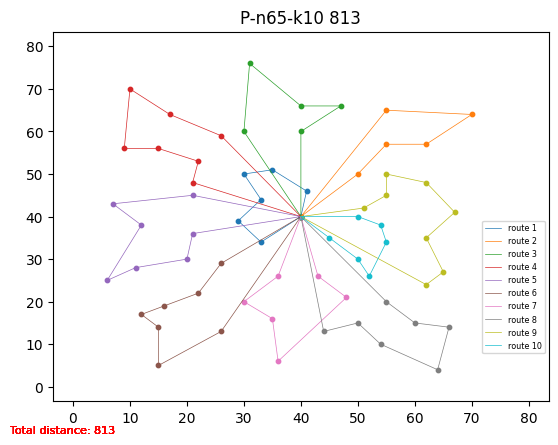 P-n65-k10 813
80
70
60
50
40
30
20
10
0
0 10 20 30 40 50 60 70 80
route 1
route 2
route 3
route 4
route 5
route 6
route 7
route 8
route 9
route 10
Total distance: 813